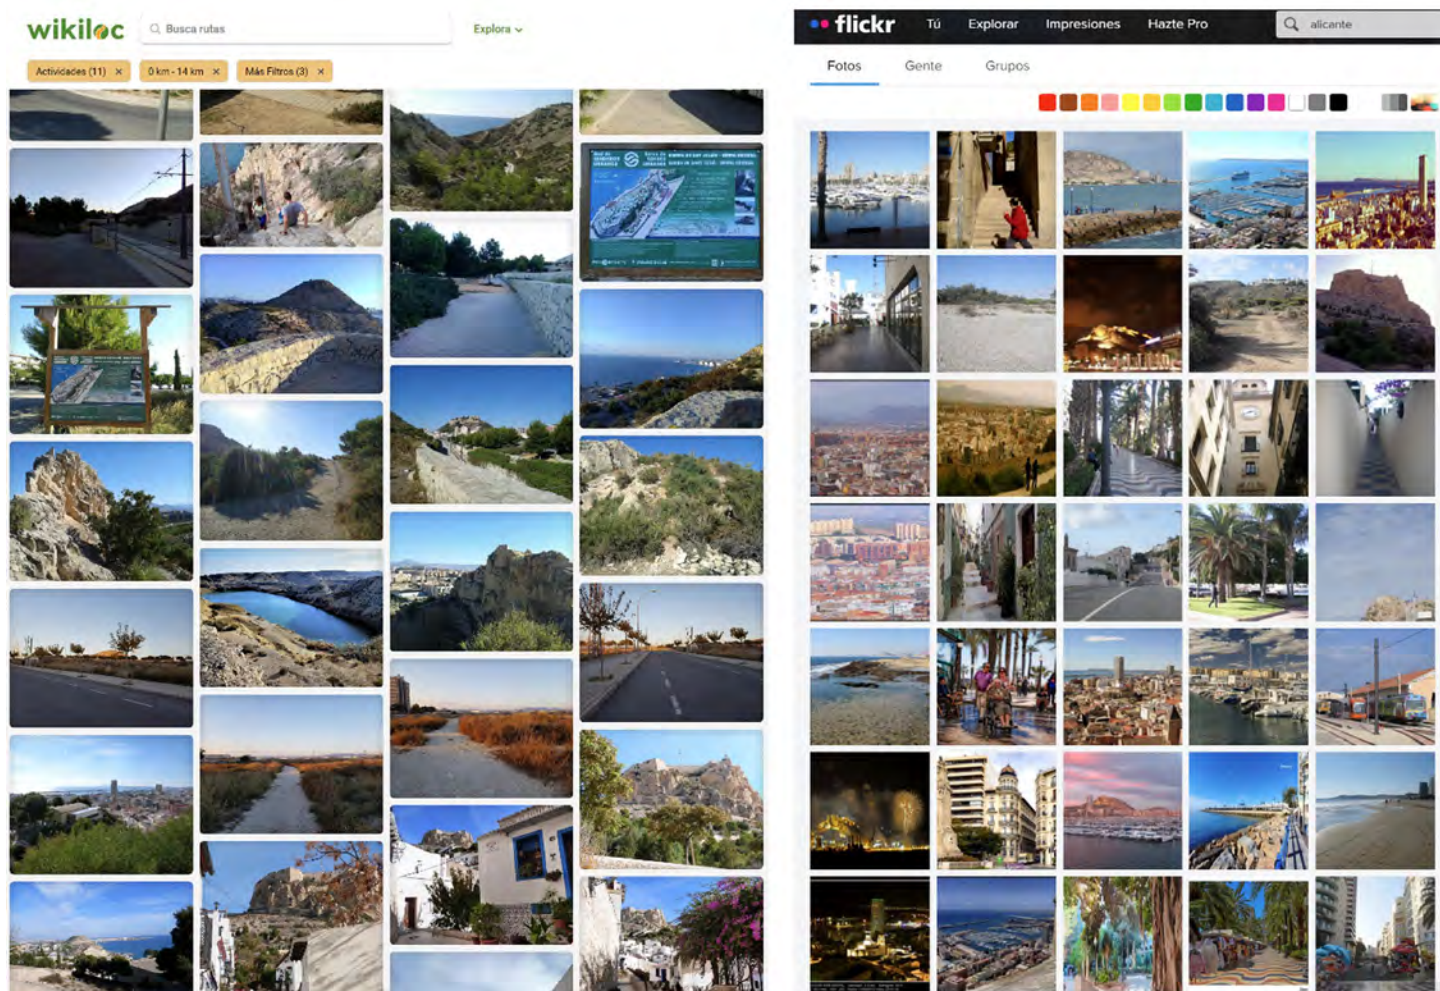 wikiloc
Busca rutas
Explora
Actividades (11) ×
0 km - 14 km ×
Más Filtros (3) ×
flickr
Tú
Explorar
Impresiones
Hazte Pro
alicante
Fotos
Gente
Grupos